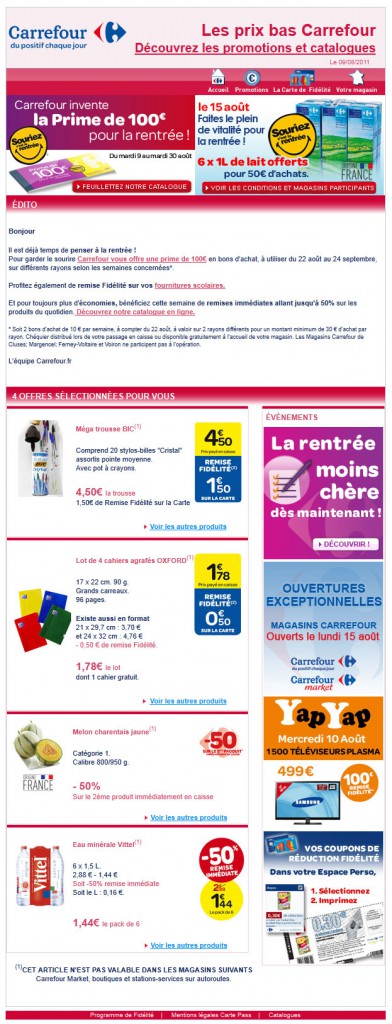 Carrefour
du positif chaque jour
Les prix bas Carrefour
Découvrez les promotions et catalogues
Le 09/08/2011
Accueil Promotions La Carte de Fidélité Votre magasin
Carrefour invente
la Prime de 100€
pour la rentrée !
Souriez
c'est la rentrée
Du mardi 9 au mardi 30 août
FEUILLETEZ NOTRE CATALOGUE
le 15 août
Faites le plein
de vitalité pour
la rentrée !
Souriez
c'est la rentrée
6 x 1L de lait offerts
pour 50€ d'achats.
FRANCE
VOIR LES CONDITIONS ET MAGASINS PARTICIPANTS
ÉDITO
Bonjour
Il est déjà temps de penser à la rentrée !
Pour garder le sourire Carrefour vous offre une prime de 100€ en bons d'achat, à utiliser du 22 août au 24 septembre,
sur différents rayons selon les semaines concernées*.
Profitez également de remise Fidélité sur vos fournitures scolaires.
Et pour toujours plus d'économies, bénéficiez cette semaine de remises immédiates allant jusqu'à 50% sur les
produits du quotidien. Découvrez notre catalogue en ligne.
* Soit 2 bons d'achat de 10 € par semaine, à compter du 22 août, à valoir sur 2 rayons différents pour un montant minimum de 30 € d'achat par
rayon. Chéquier distribué lors de votre passage en caisse ou disponible gratuitement à l'accueil de votre magasin. Les Magasins Carrefour de
Cluses; Margencel; Ferney-Voltaire et Voiron ne participent pas à l'opération.
L'équipe Carrefour.fr
4 OFFRES SÉLECTIONNÉES POUR VOUS
Méga trousse BIC(1)
Comprend 20 stylos-billes "Cristal"
assortis pointe moyenne.
Avec pot à crayons.
4,50€ la trousse
1,50€ de Remise Fidélité sur la Carte
4€50
Prix payé en caisse
REMISE
FIDÉLITÉ(2)
1€50
SUR LA CARTE
Voir les autres produits
Lot de 4 cahiers agrafés OXFORD(1)
17 x 22 cm. 90 g.
Grands carreaux.
96 pages.
Existe aussi en format
21 x 29,7 cm : 3,70 €
et 24 x 32 cm : 4,76 €
- 0,50 € de remise Fidélité.
1,78€ le lot
dont 1 cahier gratuit.
1€78
Prix payé en caisse
REMISE
FIDÉLITÉ(2)
0€50
SUR LA CARTE
Voir les autres produits
Melon charentais jaune(1)
Catégorie 1.
Calibre 800/950 g.
- 50%
Sur le 2ème produit immédiatement en caisse
-50
SUR LE 2E PRODUIT
FRANCE
Voir les autres produits
Eau minérale Vittel(1)
6 x 1,5 L.
2,88 € - 1,44 €
Soit -50% remise immédiate
Soit le L : 0,16 €.
1,44€ le pack de 6
Vittel
-50%
REMISE
IMMÉDIATE
2€88
1€44
Le pack de 6
Voir les autres produits
ÉVÈNEMENTS
La rentrée
moins
chère
dès maintenant !
DÉCOUVRIR !
OUVERTURES
EXCEPTIONNELLES
MAGASINS CARREFOUR
Ouverts le lundi 15 août
Carrefour
Carrefour
market
Yap Yap
Mercredi 10 Août
1500 TÉLÉVISEURS PLASMA
499€
100€
REMISE
FIDÉLITÉ
SAMSUNG
VOS COUPONS DE
RÉDUCTION FIDÉLITÉ
Dans votre Espace Perso,
1. Sélectionnez
2. Imprimez
0,30€
(1)CET ARTICLE N'EST PAS VALABLE DANS LES MAGASINS SUIVANTS
Carrefour Market, boutiques et stations-services sur autoroutes.
Programme de Fidélité | Mentions légales Carte Pass | Catalogues